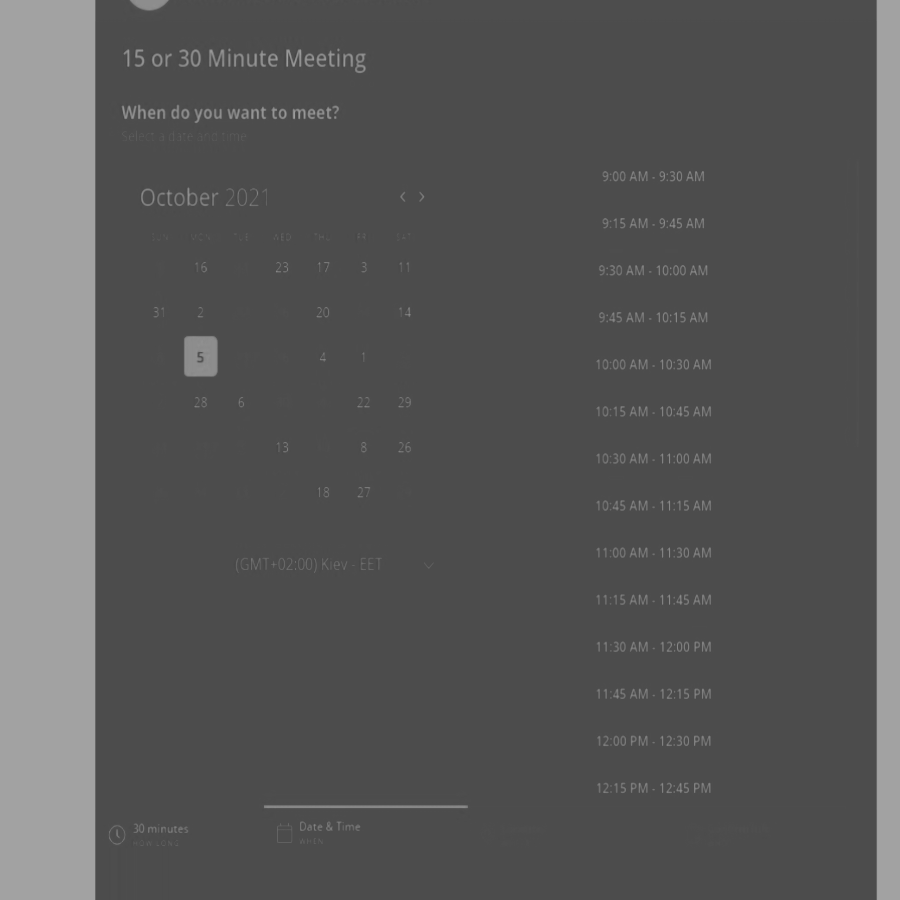 15 or 30 Minute Meeting
When do you want to meet?
Select a date and time
October 2021
SUN MON TUE WED THU FRI SAT
16 23 17 3 11
31 2 20 14
5 4 1
28 6 22 29
13 8 26
18 27
(GMT+02:00) Kiev - EET
9:00 AM - 9:30 AM
9:15 AM - 9:45 AM
9:30 AM - 10:00 AM
9:45 AM - 10:15 AM
10:00 AM - 10:30 AM
10:15 AM - 10:45 AM
10:30 AM - 11:00 AM
10:45 AM - 11:15 AM
11:00 AM - 11:30 AM
11:15 AM - 11:45 AM
11:30 AM - 12:00 PM
11:45 AM - 12:15 PM
12:00 PM - 12:30 PM
12:15 PM - 12:45 PM
30 minutes
HOW LONG
Date & Time
WHEN